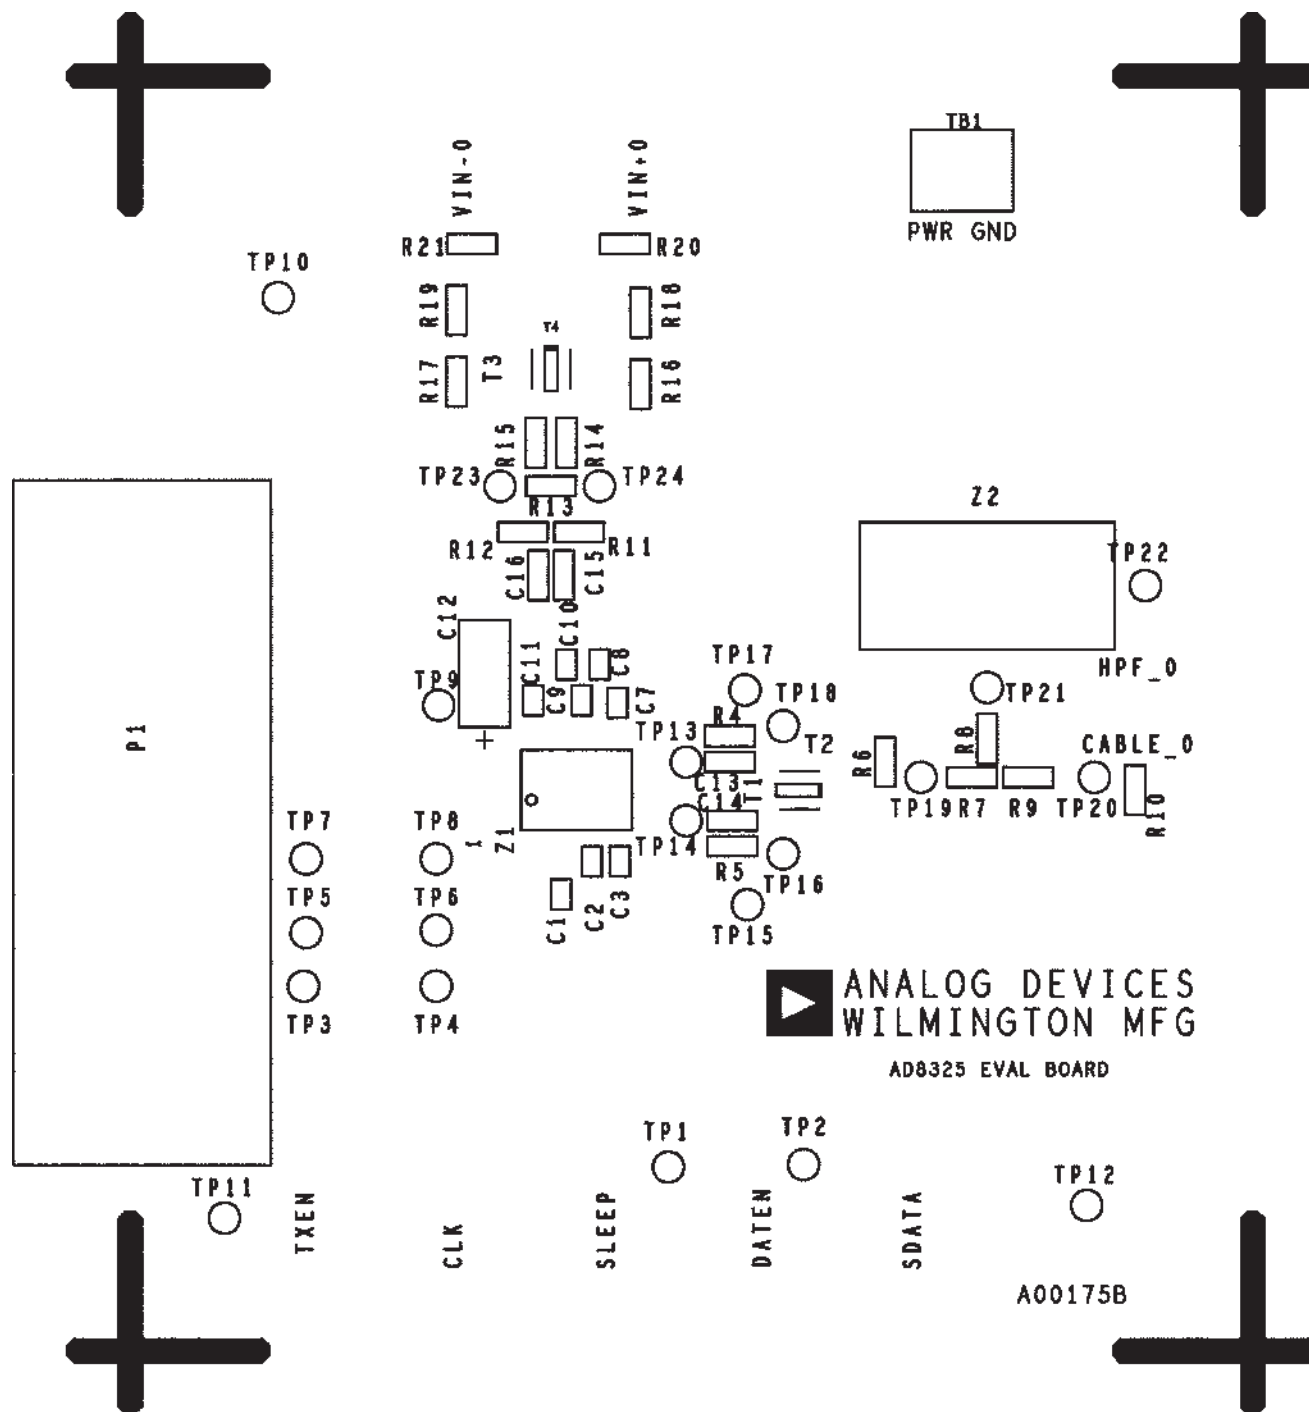 TB1
VIN-0
VIN+0
PWR GND
R21
R20
TP10
R19
R18
T4
R17
T3
R16
R15
R14
TP23
TP24
R13
Z2
R12
R11
TP22
C16
C15
C12
C10
C11
C8
TP17
HPF_0
TP9
C9
C7
TP18
TP21
R4
TP13
P1
T2
R6
R8
CABLE_0
C13
T1
TP19
R7
R9
TP20
R10
C14
TP7
TP8
1
Z1
TP14
R5
TP16
TP5
TP6
C1
C2
C3
TP15
ANALOG DEVICES
WILMINGTON MFG
TP3
TP4
AD8325 EVAL BOARD
TP1
TP2
TP12
TP11
TXEN
CLK
SLEEP
DATEN
SDATA
A00175B